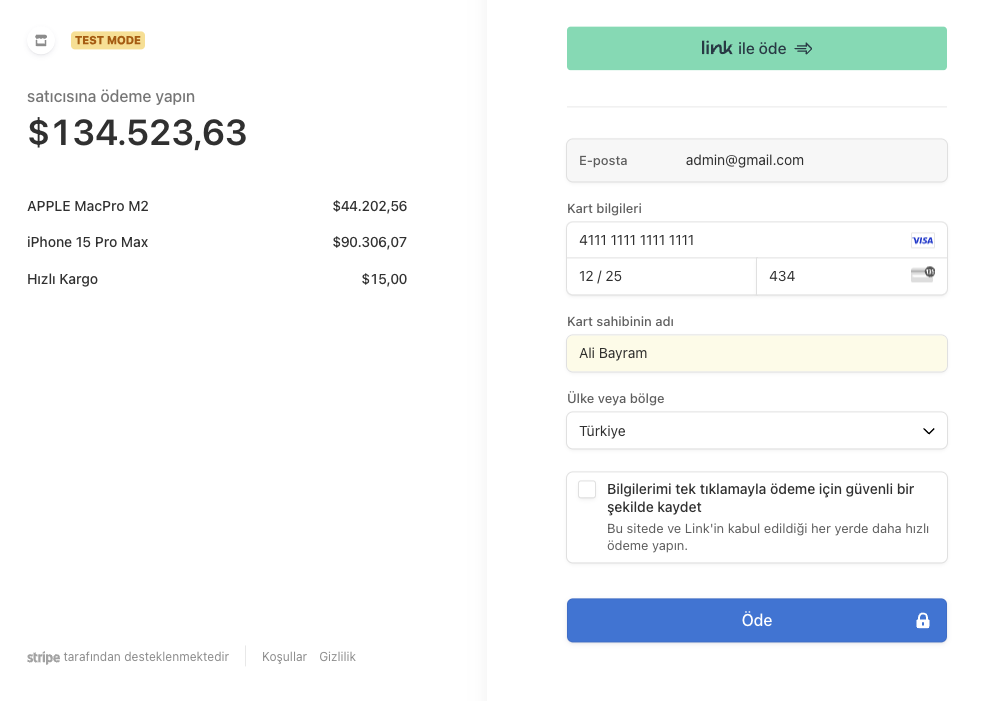 TEST MODE
satıcısına ödeme yapın
$134.523,63
APPLE MacPro M2 $44.202,56
iPhone 15 Pro Max $90.306,07
Hızlı Kargo $15,00
stripe tarafından desteklenmektedir Koşullar Gizlilik
link ile öde
E-posta admin@gmail.com
Kart bilgileri
4111 1111 1111 1111 VISA
12 / 25 434
Kart sahibinin adı
Ali Bayram
Ülke veya bölge
Türkiye
Bilgilerimi tek tıklamayla ödeme için güvenli bir
şekilde kaydet
Bu sitede ve Link'in kabul edildiği her yerde daha hızlı
ödeme yapın.
Öde